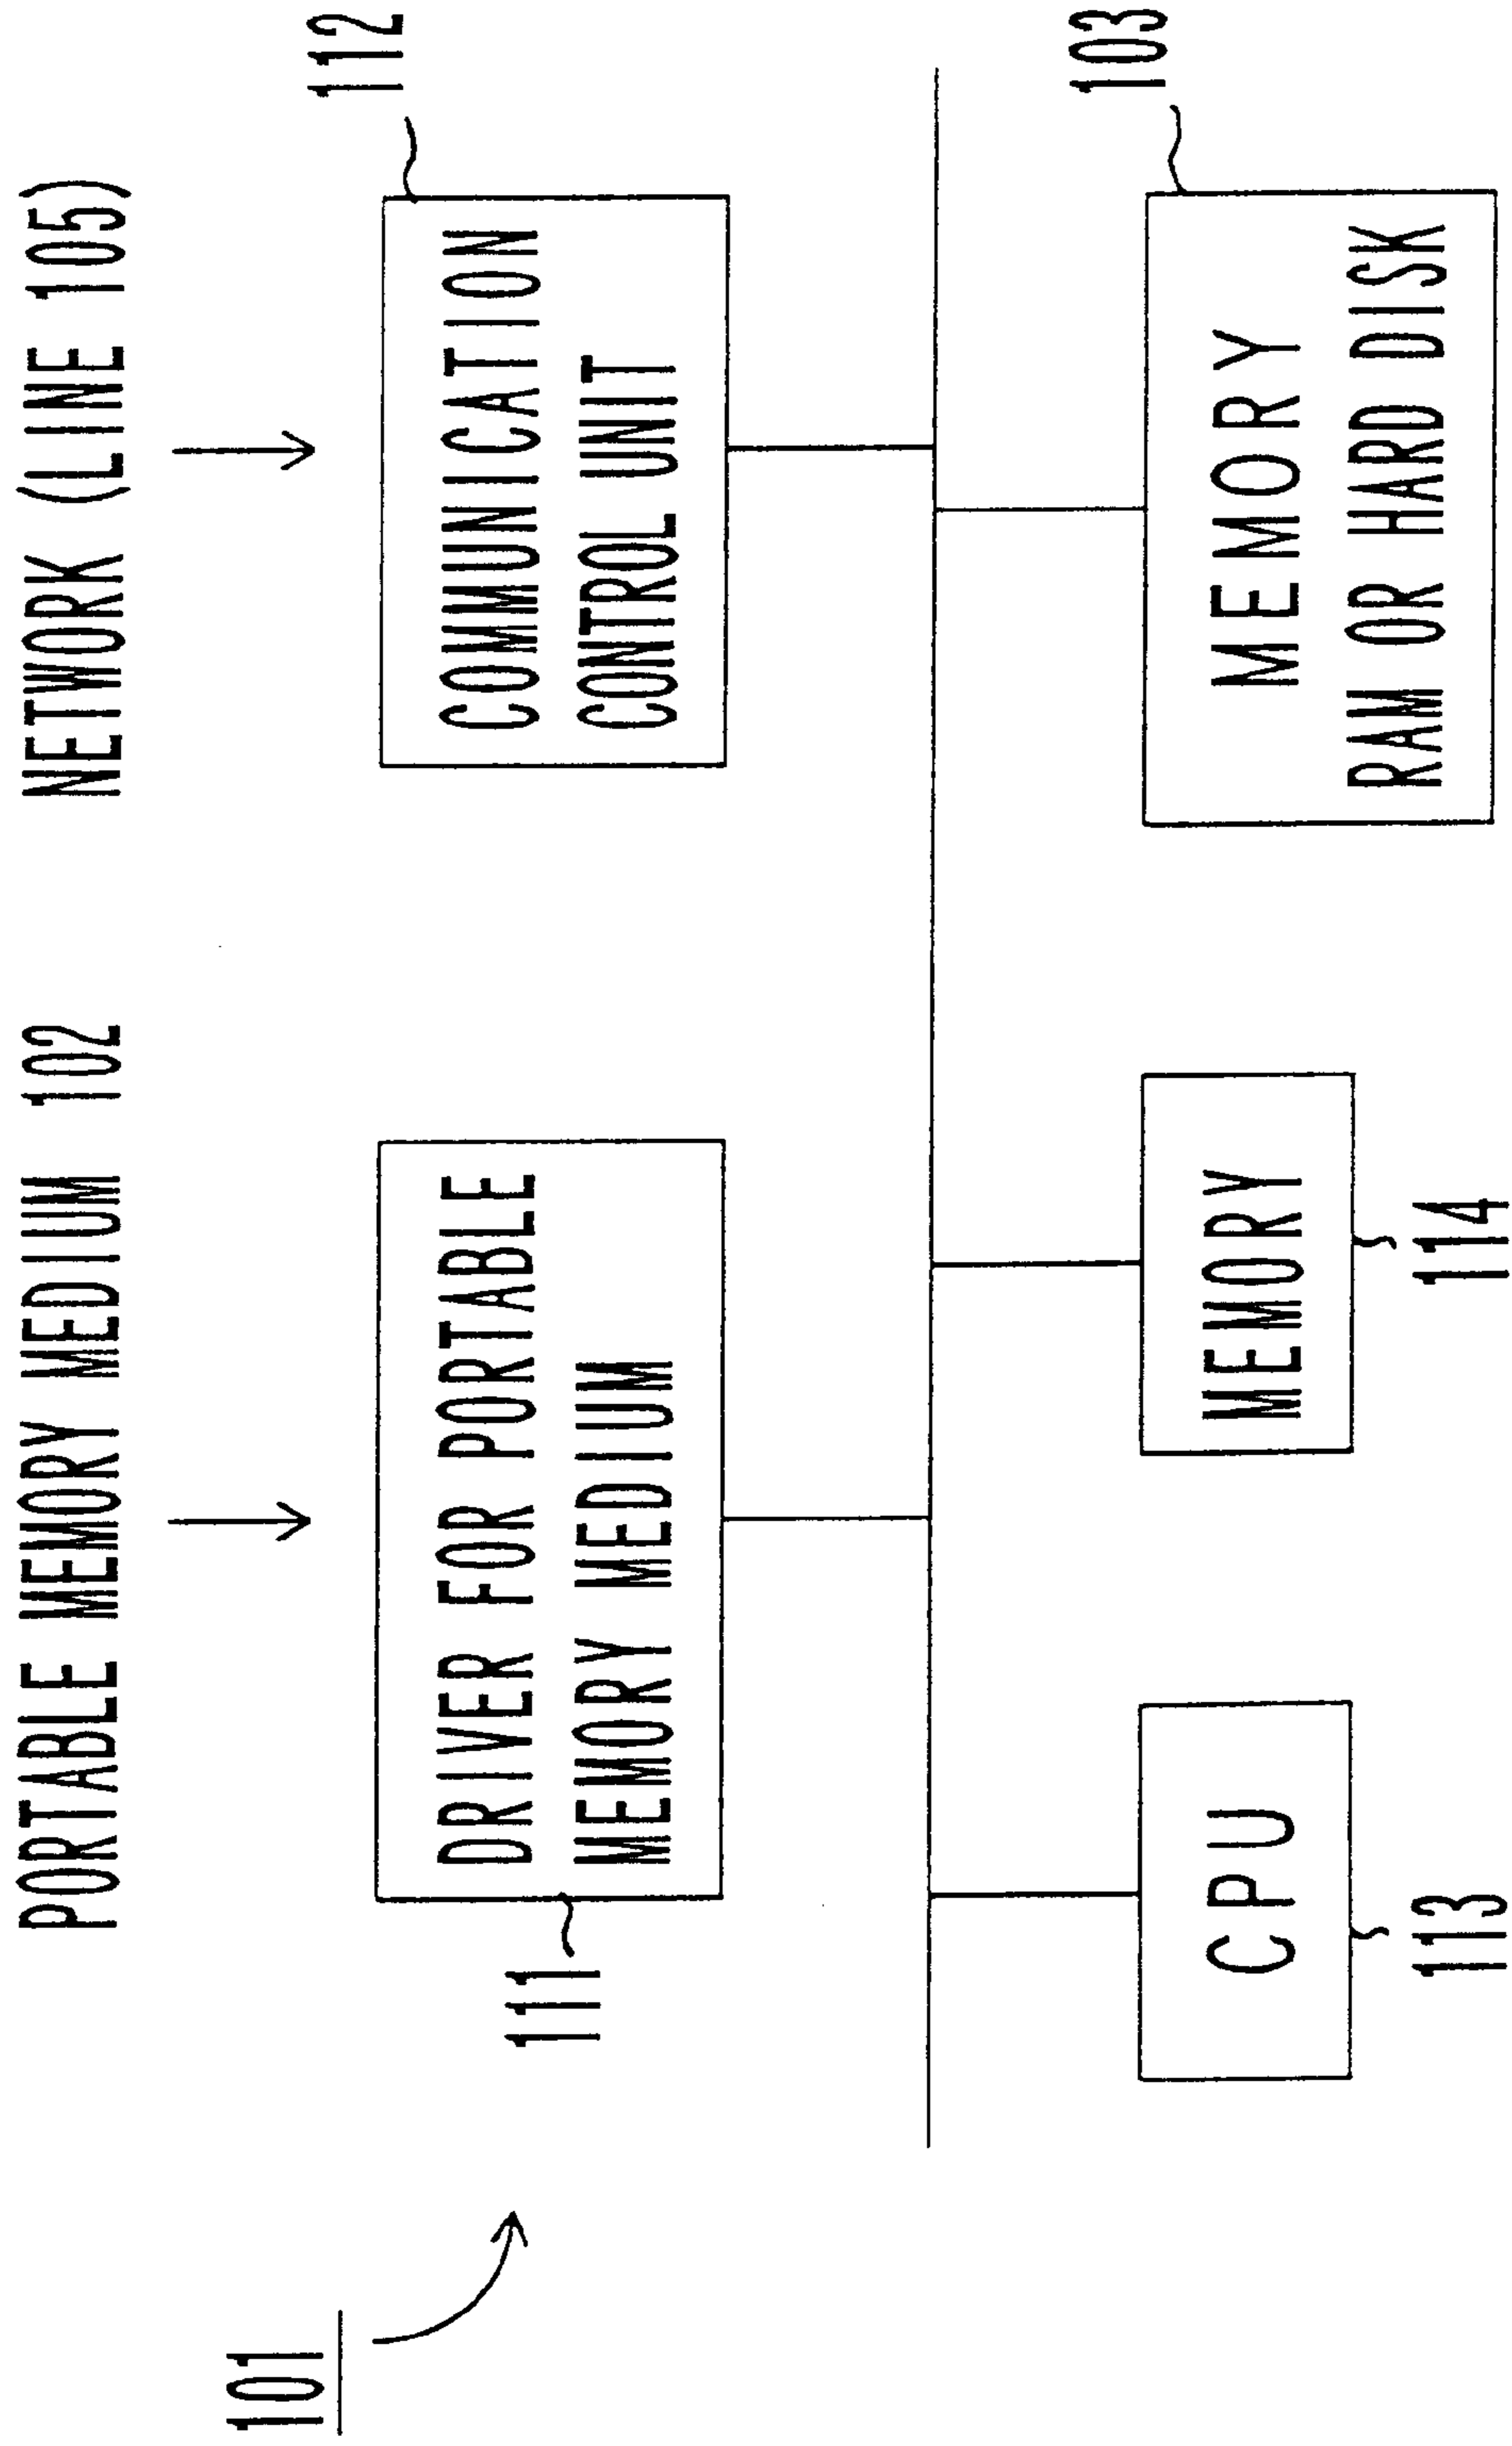 101
PORTABLE MEMORY MEDIUM 102
NETWORK (LINE 105)
111
DRIVER FOR PORTABLE
MEMORY MEDIUM
112
COMMUNICATION
CONTROL UNIT
CPU
113
MEMORY
114
103
MEMORY
RAM OR HARD DISK